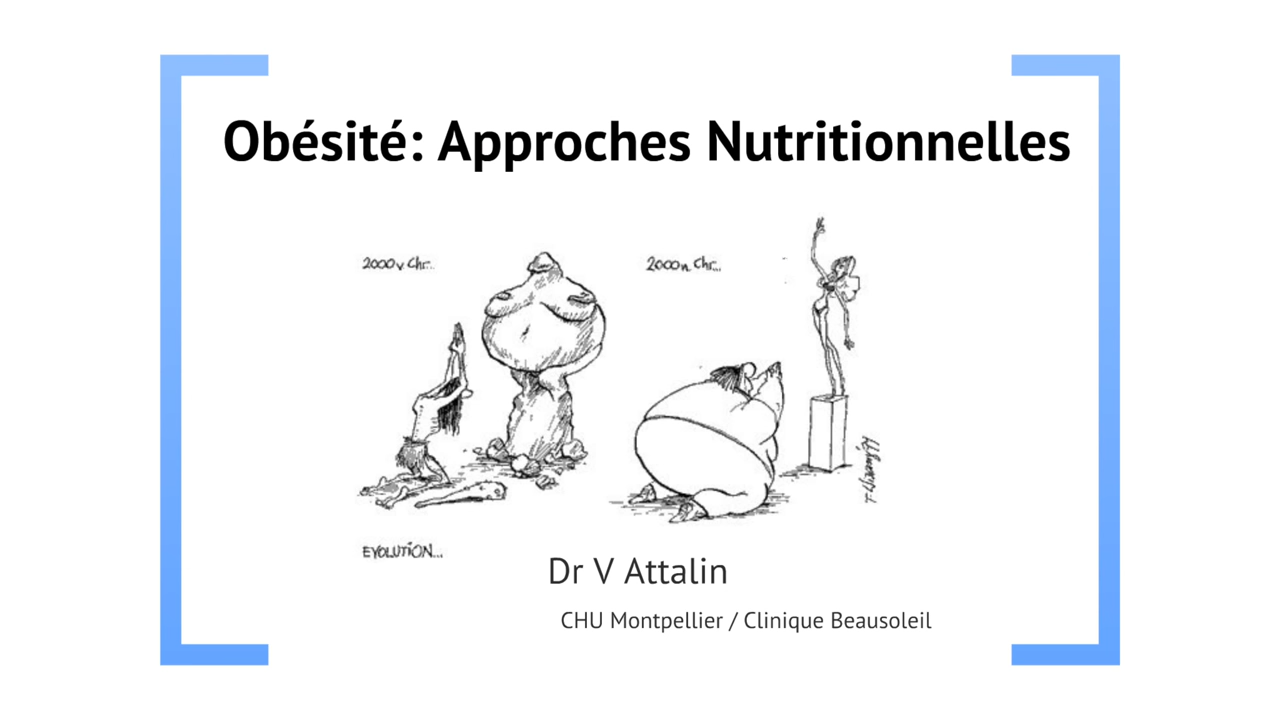 Obésité: Approches Nutritionnelles
2000 v. Chr...
2000 n. Chr...
EVOLUTION...
Dr V Attalin
CHU Montpellier / Clinique Beausoleil